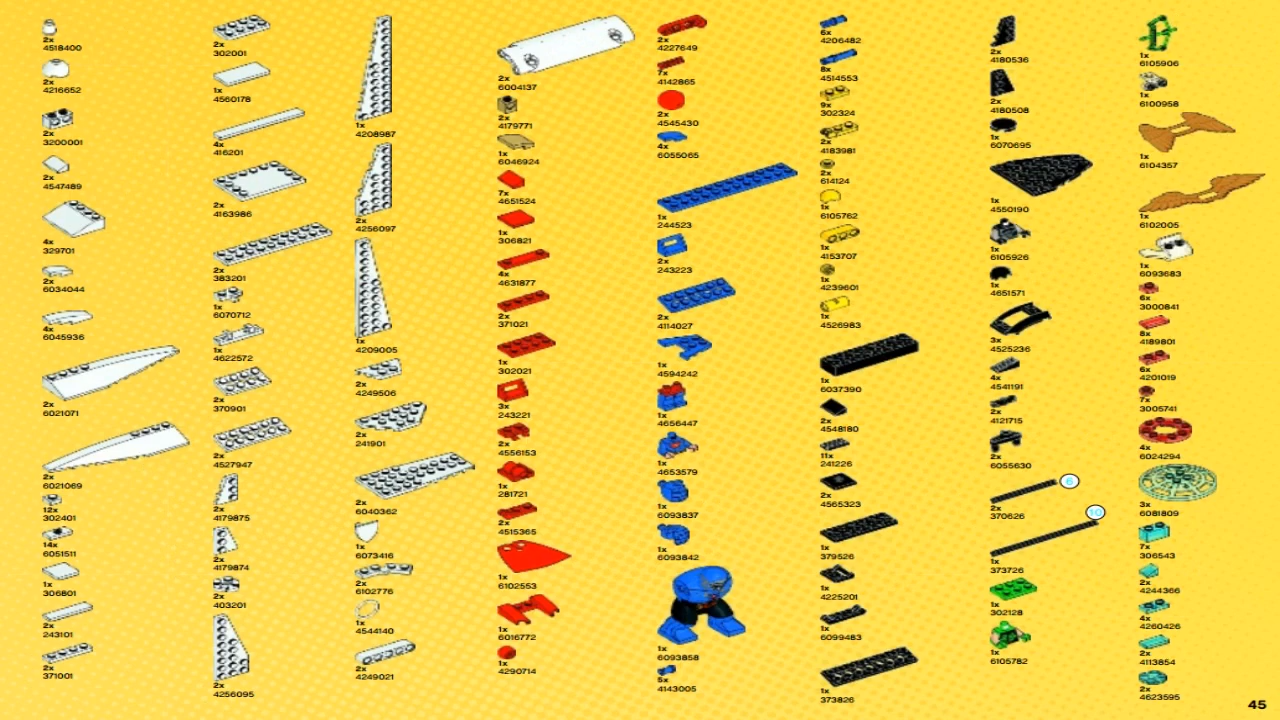 2x
4518400
2x
4216652
2x
3200001
2x
4547489
4x
329701
2x
6034044
4x
6045936
2x
6021071
2x
6021069
12x
302401
14x
6051511
1x
306801
2x
243101
2x
371001
2x
302001
1x
4560178
4x
416201
2x
4163986
2x
383201
1x
6070712
1x
4622572
2x
370901
2x
4527947
2x
4179875
2x
4179874
2x
403201
2x
4256095
1x
4208987
2x
4256097
1x
4209005
2x
4249506
2x
241901
2x
6040362
1x
6073416
2x
6102776
1x
4544140
2x
4249021
2x
6004137
2x
4179771
1x
6046924
7x
4651524
1x
306821
4x
4631877
2x
371021
1x
302021
3x
243221
2x
4556153
1x
281721
2x
4515365
1x
6102553
1x
6016772
1x
4290714
2x
4227649
7x
4142865
2x
4545430
4x
6055065
1x
244523
2x
243223
2x
4114027
1x
4594242
1x
4656447
1x
4653579
1x
6093837
1x
6093842
1x
6093858
5x
4143005
6x
4206482
8x
4514553
9x
302324
2x
4183981
2x
614124
1x
6105762
1x
4153707
1x
4239601
1x
4526983
1x
6037390
2x
4548180
11x
241226
2x
4565323
1x
379526
1x
4225201
1x
6099483
1x
373826
2x
4180536
2x
4180508
1x
6070695
1x
4550190
1x
6105926
1x
4651571
3x
4525236
4x
4541191
2x
4121715
2x
6055630
6
2x
370626
10
1x
373726
1x
302128
1x
6105782
1x
6105906
1x
6100958
1x
6104357
1x
6102005
1x
6093683
6x
3000841
8x
4189801
6x
4201019
7x
3005741
4x
6024294
3x
6081809
7x
306543
2x
4244366
4x
4260426
2x
4113854
2x
4623595
45